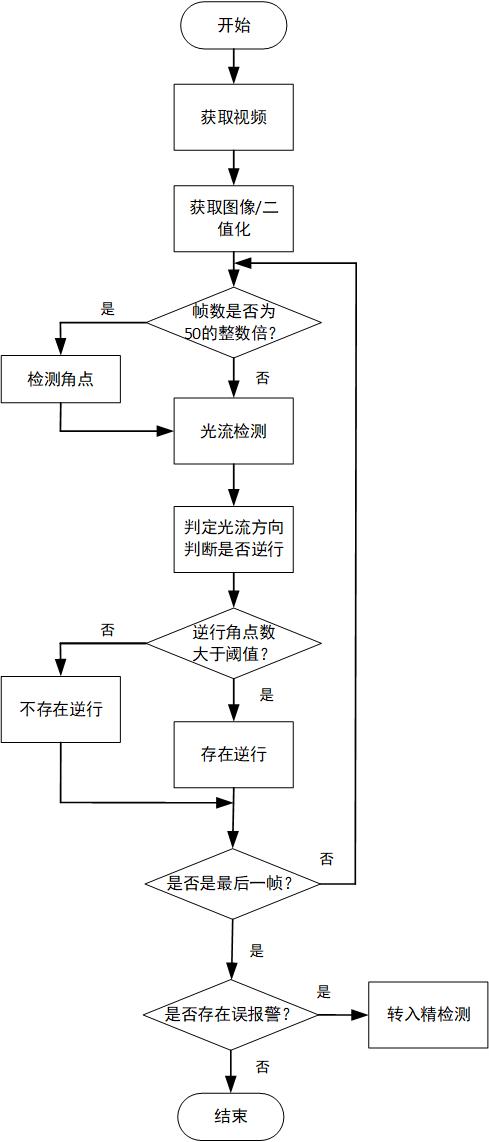 开始
获取视频
获取图像/二
值化
帧数是否为
50的整数倍？
是
否
检测角点
光流检测
判定光流方向
判断是否逆行
逆行角点数
大于阈值？
否
是
不存在逆行
存在逆行
是否是最后一帧？
否
是
是否存在误报警？
是
转入精检测
否
结束